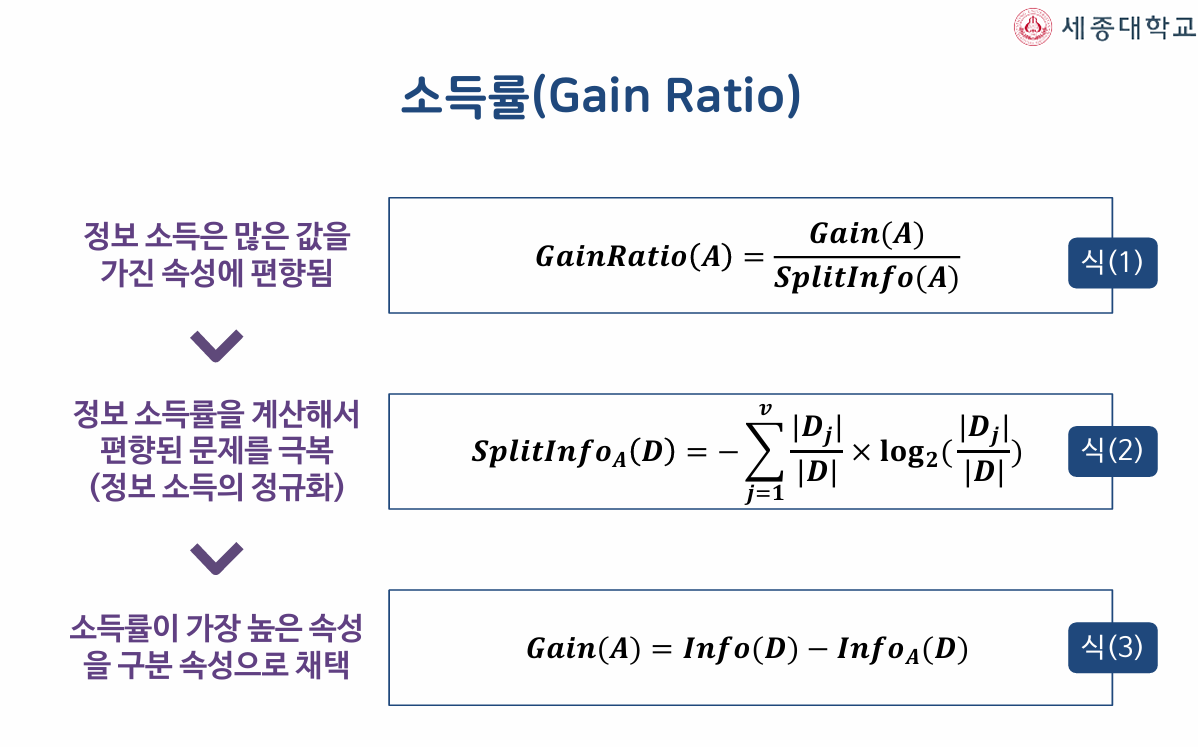 세종대학교
소득률(Gain Ratio)
정보 소득은 많은 값을
가진 속성에 편향됨
GainRatio(A) = Gain(A) / SplitInfo(A)
식(1)
정보 소득률을 계산해서
편향된 문제를 극복
(정보 소득의 정규화)
SplitInfo_A(D) = − ∑_{j=1}^{v} |D_j| / |D| × log_2( |D_j| / |D| )
식(2)
소득률이 가장 높은 속성
을 구분 속성으로 채택
Gain(A) = Info(D) − Info_A(D)
식(3)